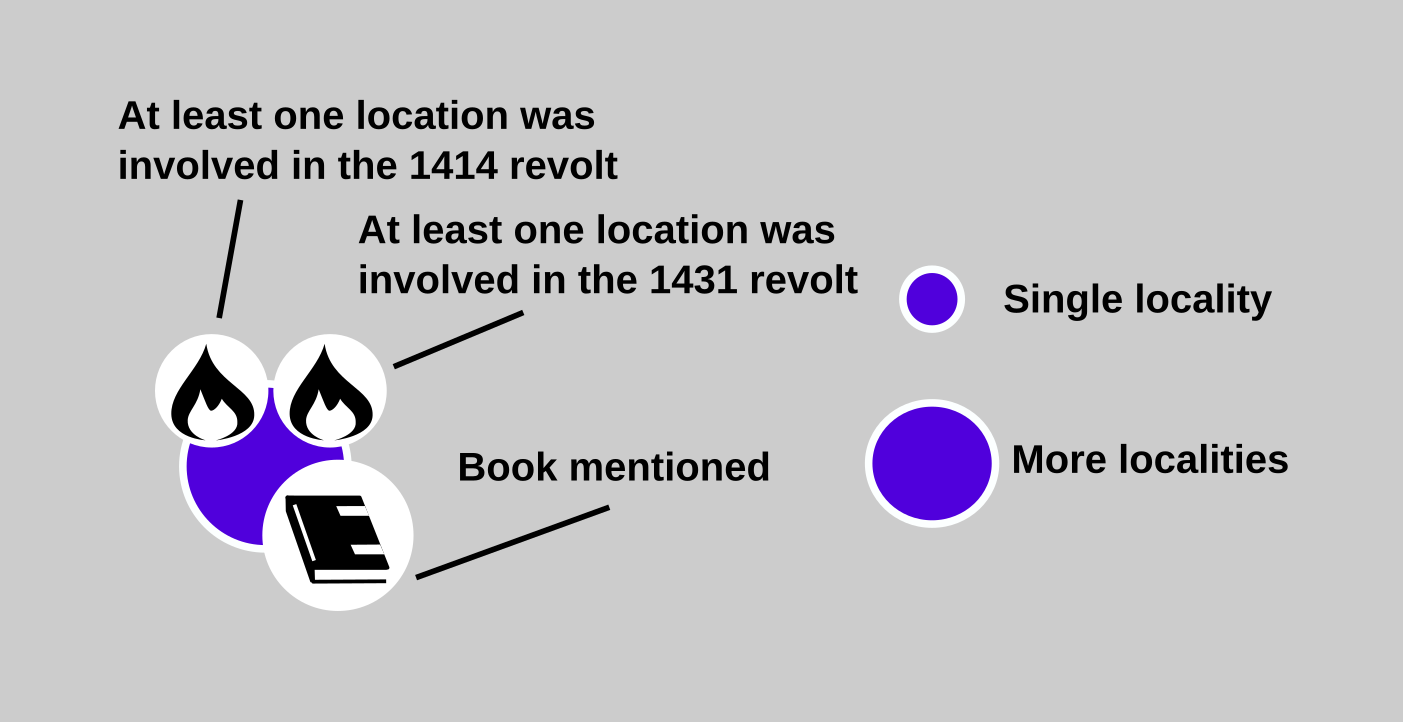 At least one location was
involved in the 1414 revolt
At least one location was
involved in the 1431 revolt
Single locality
Book mentioned
More localities